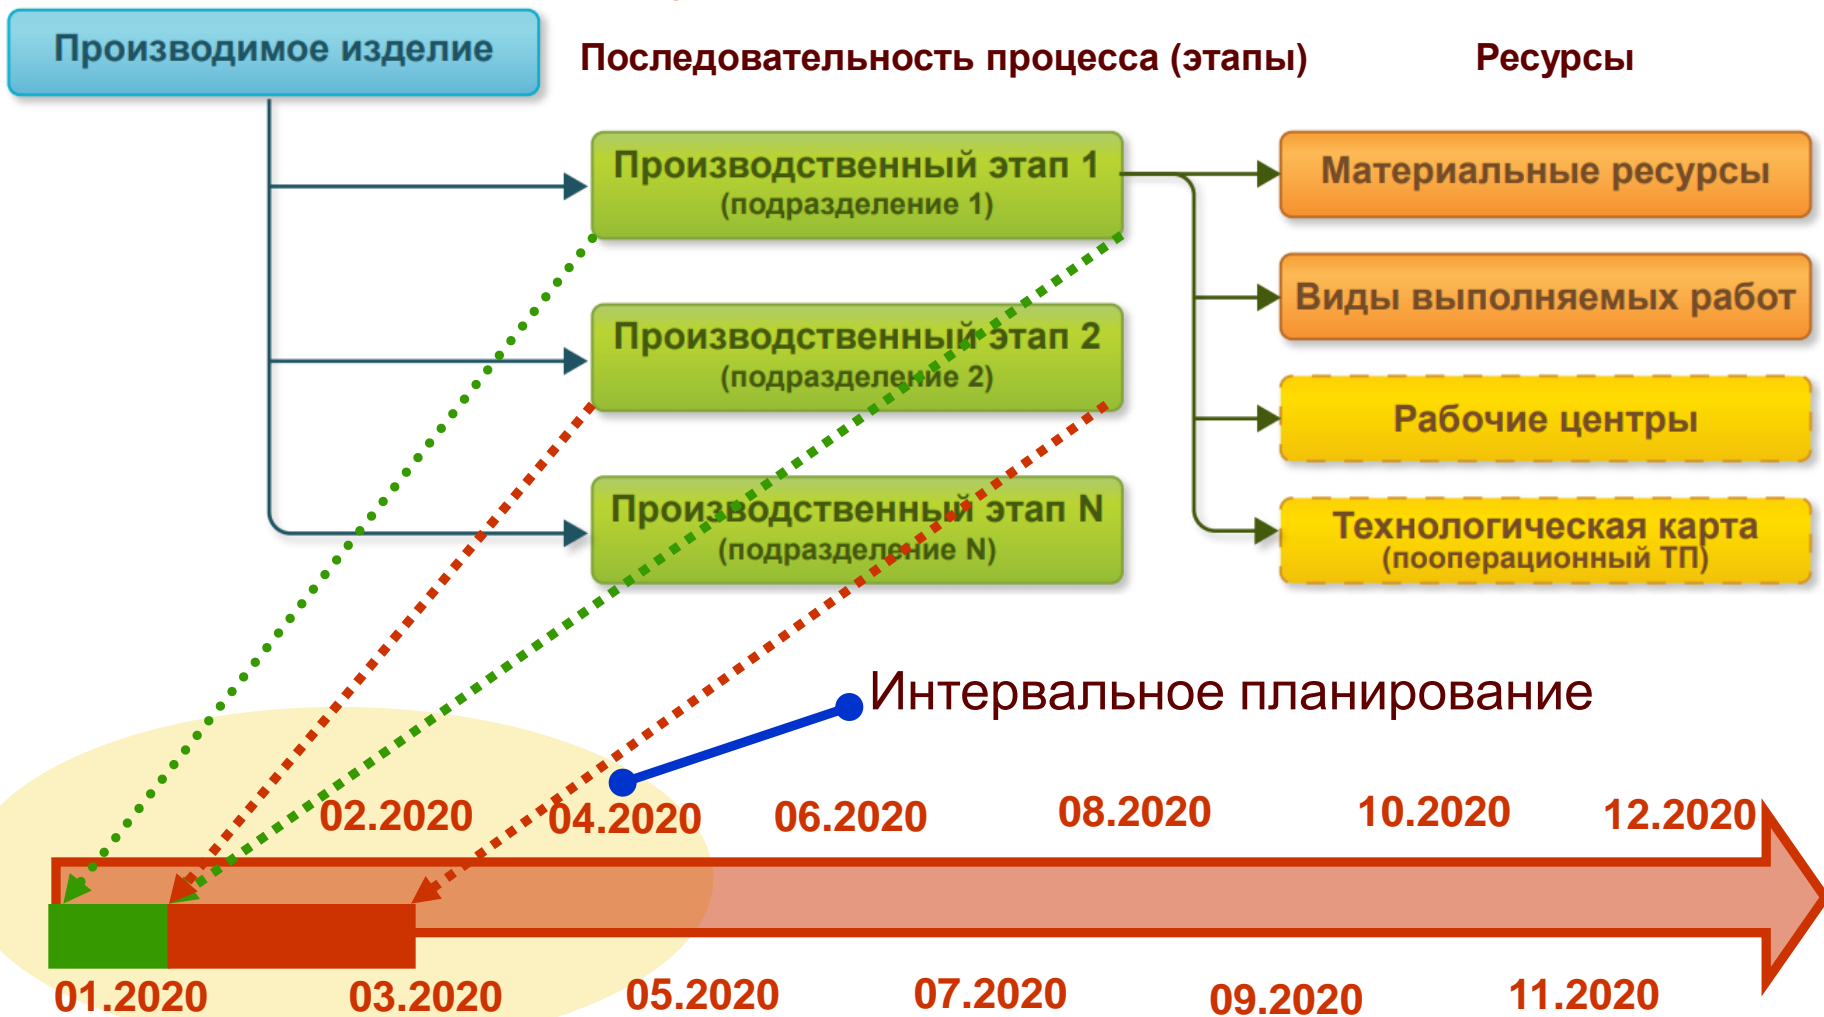 Производимое изделие
Последовательность процесса (этапы)
Ресурсы
Производственный этап 1
(подразделение 1)
Материальные ресурсы
Виды выполняемых работ
Производственный этап 2
(подразделение 2)
Рабочие центры
Производственный этап N
(подразделение N)
Технологическая карта
(пооперационный ТП)
Интервальное планирование
02.2020
04.2020
06.2020
08.2020
10.2020
12.2020
01.2020
03.2020
05.2020
07.2020
09.2020
11.2020